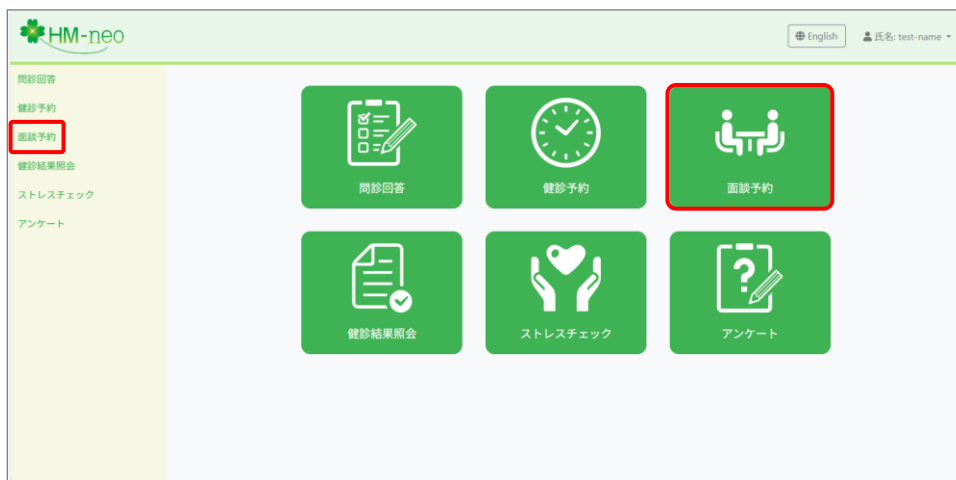 HM-neo
English
氏名: test-name
問診回答
健診予約
面談予約
健診結果照会
ストレスチェック
アンケート
問診回答
健診予約
面談予約
健診結果照会
ストレスチェック
?
アンケート